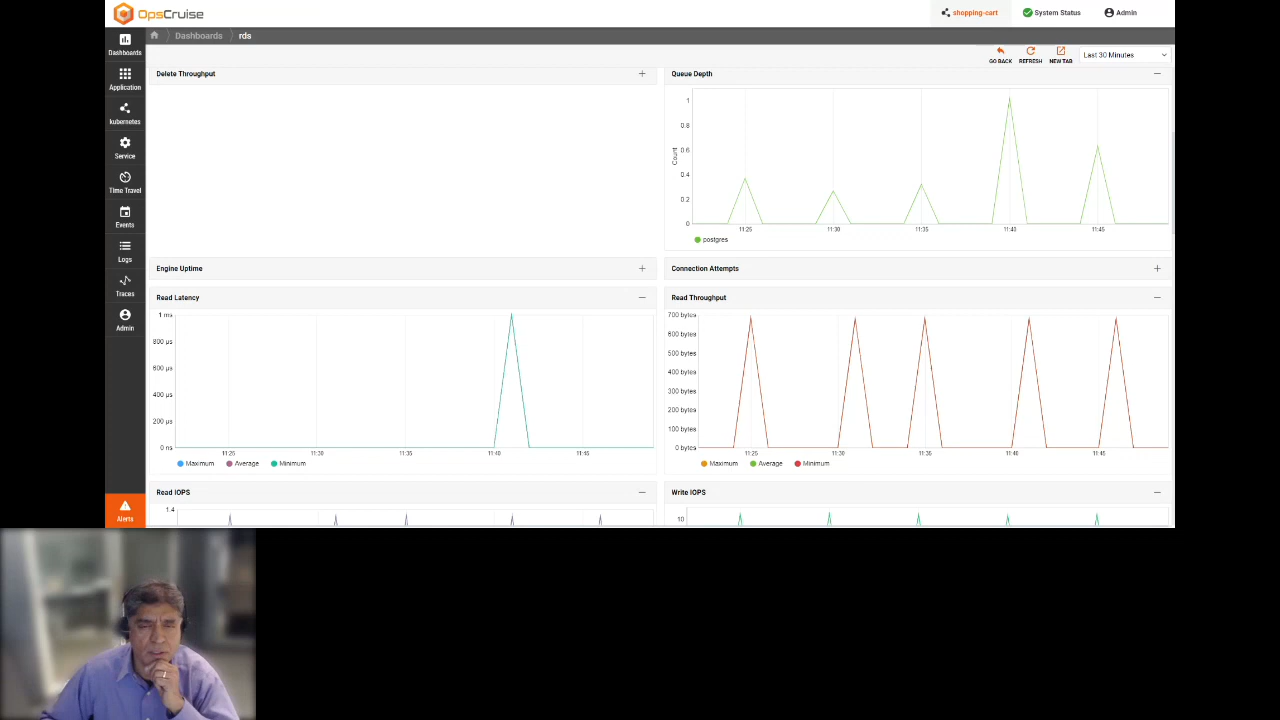 OpsCruise
shopping-cart
System Status
Admin
Dashboards
rds
GO BACK
REFRESH
NEW TAB
Last 30 Minutes
Dashboards
Application
kubernetes
Service
Time Travel
Events
Logs
Traces
Admin
Alerts
Delete Throughput
Queue Depth
Count
1
0.8
0.6
0.4
0.2
0
11:25 11:30 11:35 11:40 11:45
postgres
Engine Uptime
Connection Attempts
Read Latency
1 ms
800 µs
600 µs
400 µs
200 µs
0 ns
11:25 11:30 11:35 11:40 11:45
Maximum Average Minimum
Read Throughput
700 bytes
600 bytes
500 bytes
400 bytes
300 bytes
200 bytes
100 bytes
0 bytes
11:25 11:30 11:35 11:40 11:45
Maximum Average Minimum
Read IOPS
1.4
Write IOPS
10